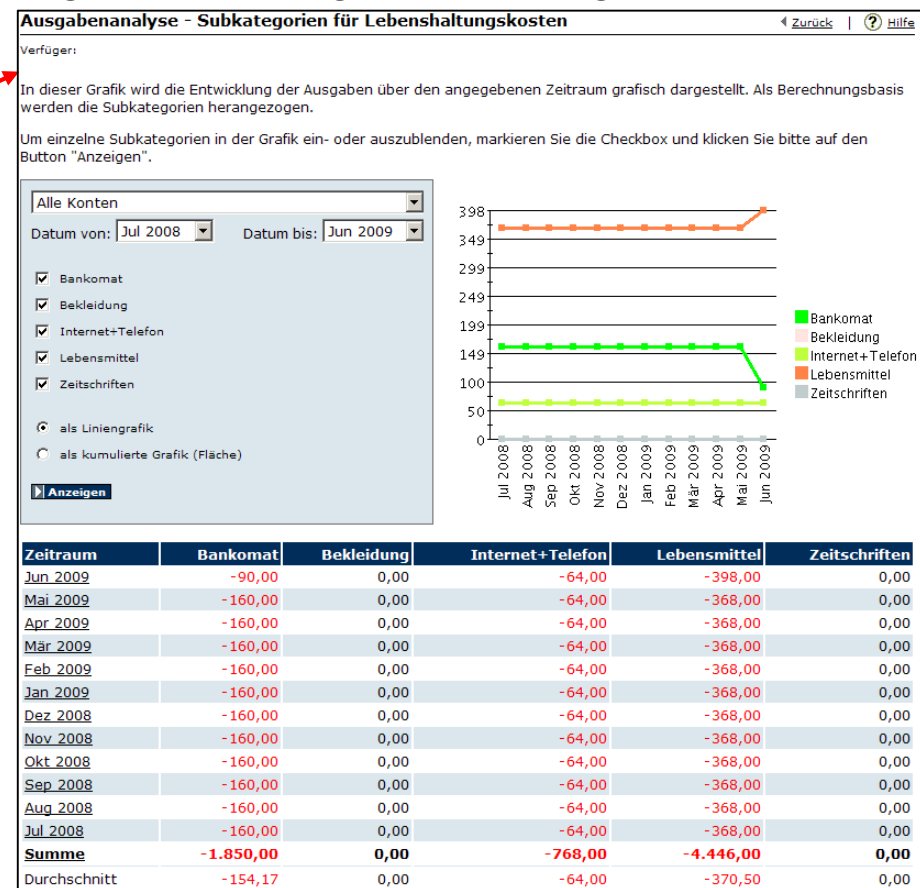 Ausgabenanalyse - Subkategorien für Lebenshaltungskosten Zurück | ? Hilfe
Verfüger:
In dieser Grafik wird die Entwicklung der Ausgaben über den angegebenen Zeitraum grafisch dargestellt. Als Berechnungsbasis
werden die Subkategorien herangezogen.
Um einzelne Subkategorien in der Grafik ein- oder auszublenden, markieren Sie die Checkbox und klicken Sie bitte auf den
Button "Anzeigen".
Alle Konten
Datum von: Jul 2008 Datum bis: Jun 2009
Bankomat
Bekleidung
Internet+Telefon
Lebensmittel
Zeitschriften
als Liniengrafik
als kumulierte Grafik (Fläche)
Anzeigen
398
349
299
249
199
149
100
50
0
Jul 2008
Aug 2008
Sep 2008
Okt 2008
Nov 2008
Dez 2008
Jan 2009
Feb 2009
Mär 2009
Apr 2009
Mai 2009
Jun 2009
Bankomat
Bekleidung
Internet+Telefon
Lebensmittel
Zeitschriften
Zeitraum Bankomat Bekleidung Internet+Telefon Lebensmittel Zeitschriften
Jun 2009 -90,00 0,00 -64,00 -398,00 0,00
Mai 2009 -160,00 0,00 -64,00 -368,00 0,00
Apr 2009 -160,00 0,00 -64,00 -368,00 0,00
Mär 2009 -160,00 0,00 -64,00 -368,00 0,00
Feb 2009 -160,00 0,00 -64,00 -368,00 0,00
Jan 2009 -160,00 0,00 -64,00 -368,00 0,00
Dez 2008 -160,00 0,00 -64,00 -368,00 0,00
Nov 2008 -160,00 0,00 -64,00 -368,00 0,00
Okt 2008 -160,00 0,00 -64,00 -368,00 0,00
Sep 2008 -160,00 0,00 -64,00 -368,00 0,00
Aug 2008 -160,00 0,00 -64,00 -368,00 0,00
Jul 2008 -160,00 0,00 -64,00 -368,00 0,00
Summe -1.850,00 0,00 -768,00 -4.446,00 0,00
Durchschnitt -154,17 0,00 -64,00 -370,50 0,00